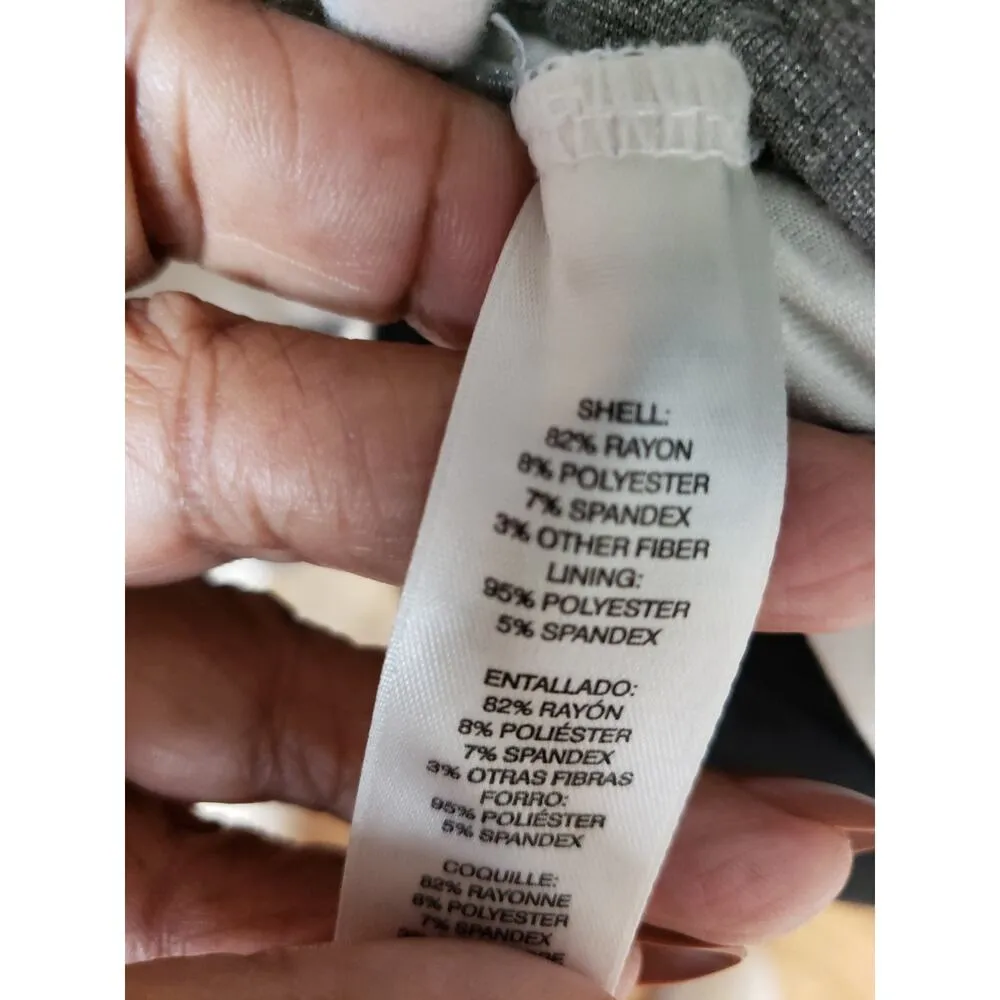 SHELL:
82% RAYON
8% POLYESTER
7% SPANDEX
3% OTHER FIBER
LINING:
95% POLYESTER
5% SPANDEX
ENTALLADO:
82% RAYÓN
8% POLIÉSTER
7% SPANDEX
3% OTRAS FIBRAS
FORRO:
95% POLIÉSTER
5% SPANDEX
COQUILLE:
82% RAYONNE
8% POLYESTER
7% SPANDEX